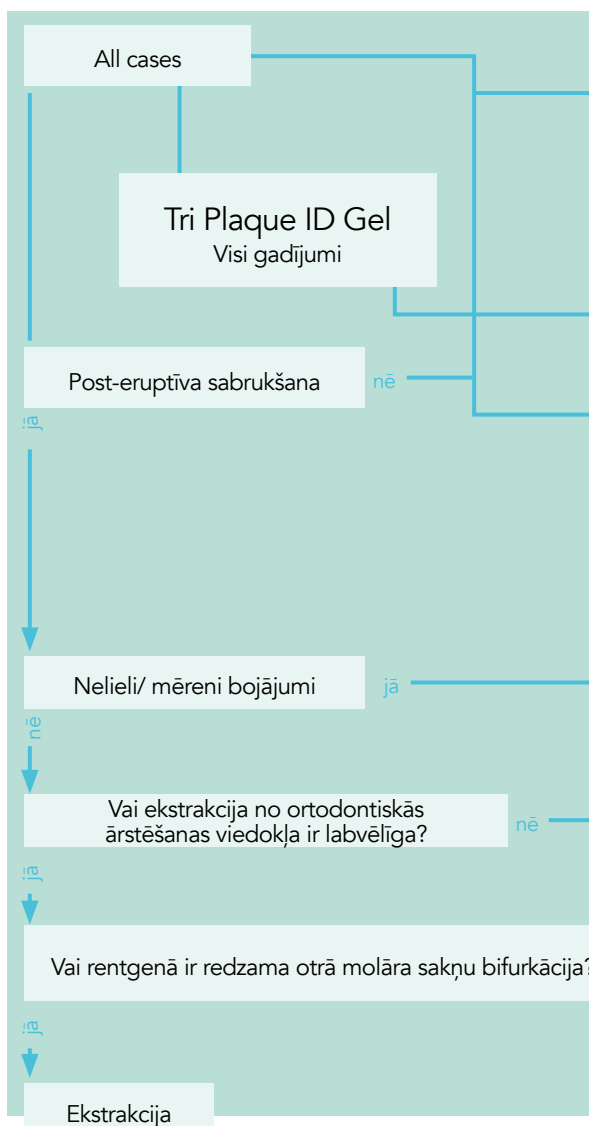 All cases
Tri Plaque ID Gel
Visi gadījumi
Post-eruptīva sabrukšana
nē
jā
Nelieli/ mēreni bojājumi
jā
nē
Vai ekstrakcija no ortodontiskās
ārstēšanas viedokļa ir labvēlīga?
nē
jā
Vai rentgenā ir redzama otrā molāra sakņu bifurkācija?
jā
Ekstrakcija